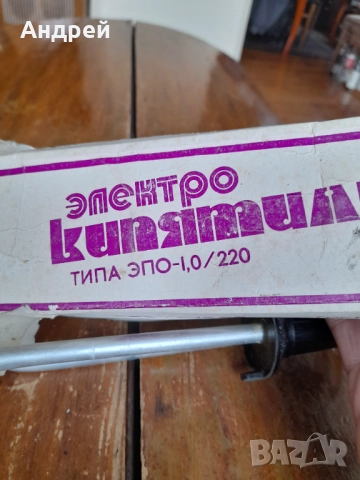 Андрей
электро
кипятил
ТИПА ЭПО-1,0/220
BAZAR